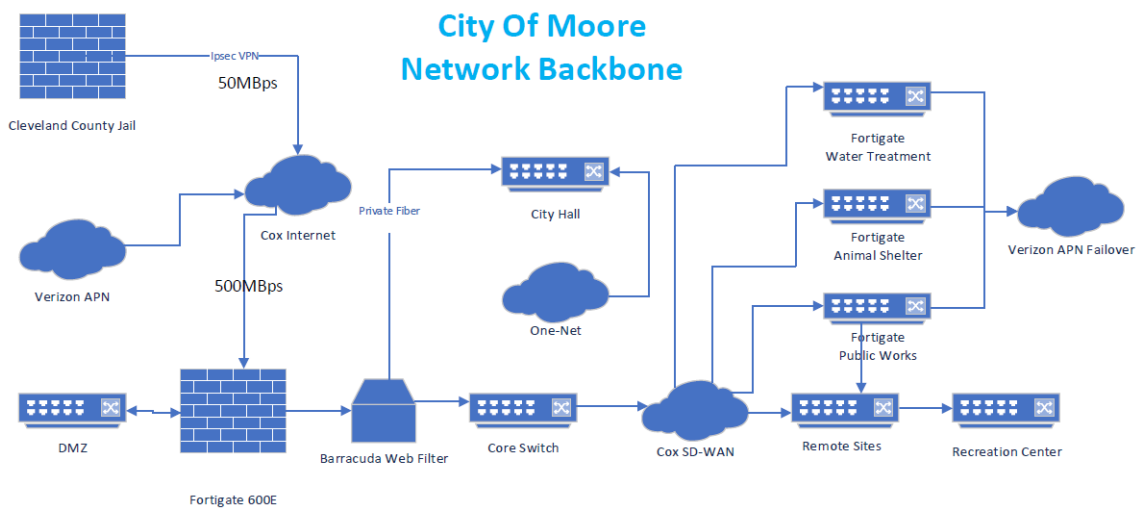 City Of Moore
Network Backbone
Ipsec VPN
50MBps
Cleveland County Jail
Fortigate
Water Treatment
Private Fiber
City Hall
Cox Internet
Fortigate
Animal Shelter
Verizon APN Failover
Verizon APN
500MBps
One-Net
Fortigate
Public Works
DMZ
Barracuda Web Filter
Core Switch
Cox SD-WAN
Remote Sites
Recreation Center
Fortigate 600E